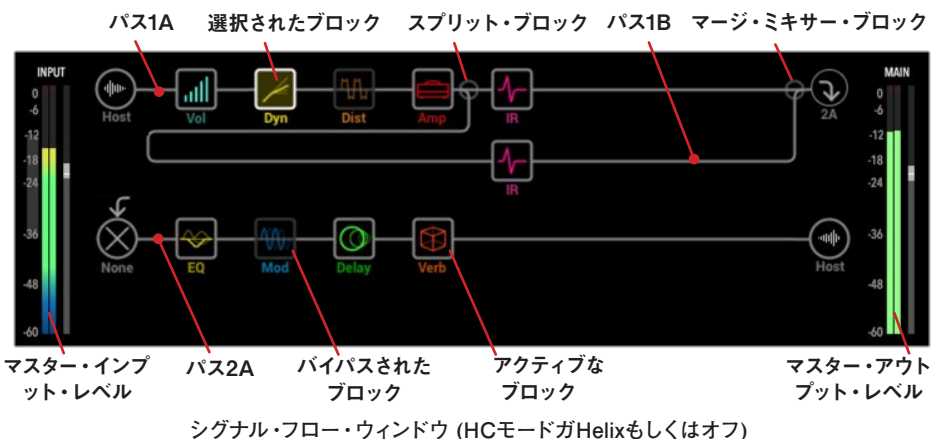 パス1A 選択されたブロック スプリット・ブロック パス1B マージ・ミキサー・ブロック
INPUT MAIN
0 0
-6 -6
Host Vol Dyn Dist Amp IR 2A
-12 -12
-18 -18
IR
-24 -24
-36 -36
None EQ Mod Delay Verb Host
-48 -48
-60 -60
マスター・インプ
ット・レベル
パス2A
バイパスされた
ブロック
アクティブな
ブロック
マスター・アウト
プット・レベル
シグナル・フロー・ウィンドウ (HCモードガHelixもしくはオフ)